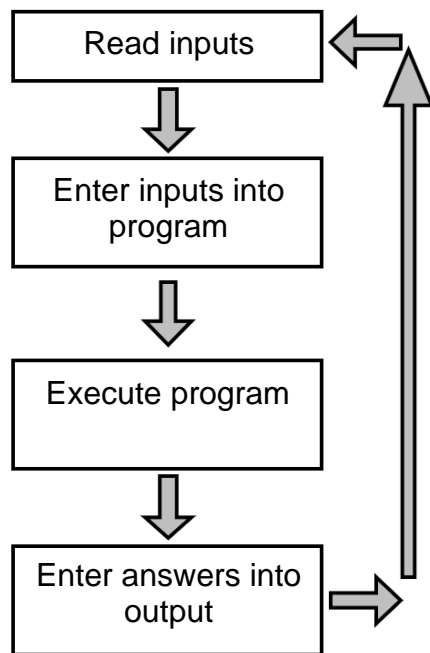 Read inputs
Enter inputs into
program
Execute program
Enter answers into
output